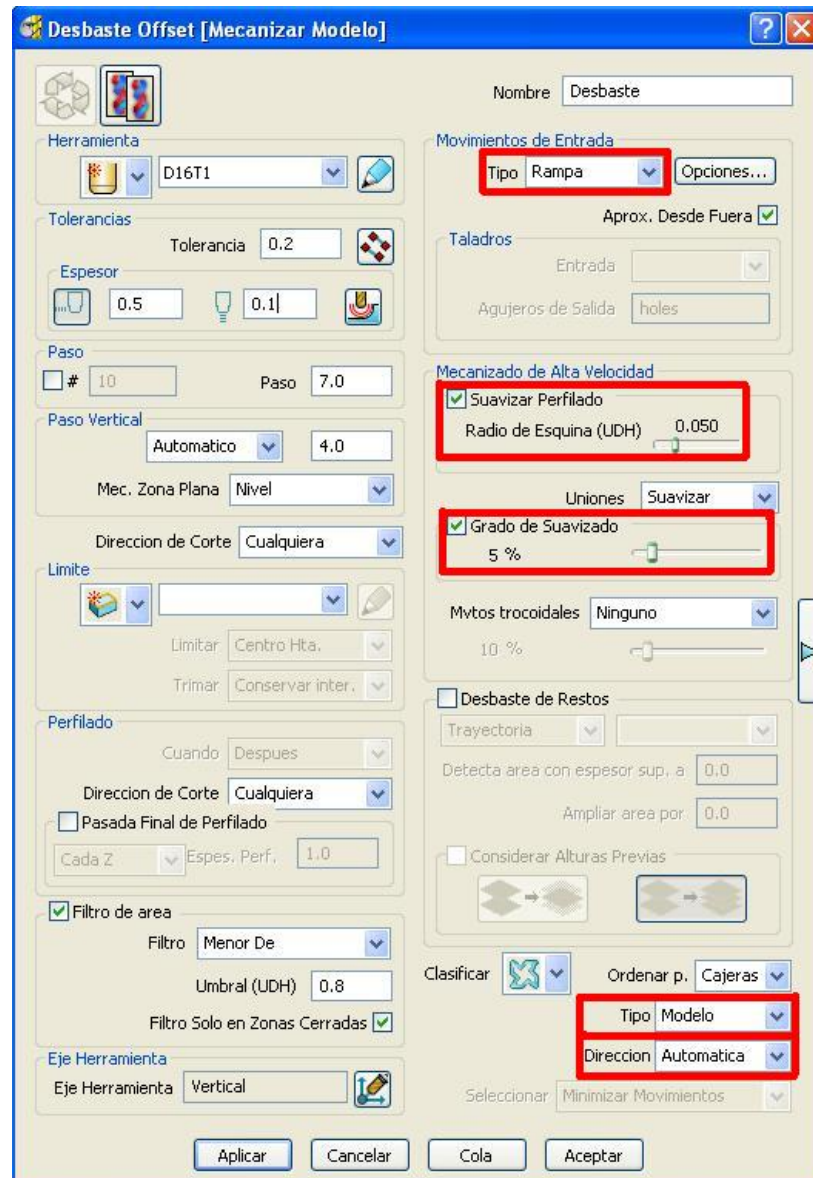 Desbaste Offset [Mecanizar Modelo]
Nombre Desbaste
Herramienta
D16T1
Tolerancias
Tolerancia 0.2
Espesor
0.5 0.1
Paso
# 10 Paso 7.0
Paso Vertical
Automatico 4.0
Mec. Zona Plana Nivel
Direccion de Corte Cualquiera
Limite
Limitar Centro Hta.
Trimar Conservar inter.
Perfilado
Cuando Despues
Direccion de Corte Cualquiera
Pasada Final de Perfilado
Cada Z Espes. Perf. 1.0
Filtro de area
Filtro Menor De
Umbral (UDH) 0.8
Filtro Solo en Zonas Cerradas
Eje Herramienta
Eje Herramienta Vertical
Movimientos de Entrada
Tipo Rampa Opciones...
Aprox. Desde Fuera
Taladros
Entrada
Agujeros de Salida holes
Mecanizado de Alta Velocidad
Suavizar Perfilado
Radio de Esquina (UDH) 0.050
Uniones Suavizar
Grado de Suavizado
5 %
Mvtos trocoidales Ninguno
10 %
Desbaste de Restos
Trayectoria
Detecta area con espesor sup. a 0.0
Ampliar area por 0.0
Considerar Alturas Previas
Clasificar Ordenar p. Cajeras
Tipo Modelo
Direccion Automatica
Seleccionar Minimizar Movimientos
Aplicar Cancelar Cola Aceptar